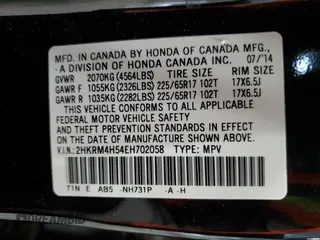 MFD. IN CANADA BY HONDA OF CANADA MFG.,
A DIVISION OF HONDA CANADA INC. 07/'14
GVWR 2070KG (4564LBS) TIRE SIZE RIM SIZE
GAWR F 1055KG (2326LBS) 225/65R17 102T 17X6.5J
GAWR R 1035KG (2282LBS) 225/65R17 102T 17X6.5J
THIS VEHICLE CONFORMS TO ALL APPLICABLE
FEDERAL MOTOR VEHICLE SAFETY
AND THEFT PREVENTION STANDARDS IN EFFECT
ON THE DATE OF MANUFACTURE SHOWN ABOVE.
V.I.N.: 2HKRM4H54EH702058 TYPE: MPV
T1N E AB5 -NH731P -A -H